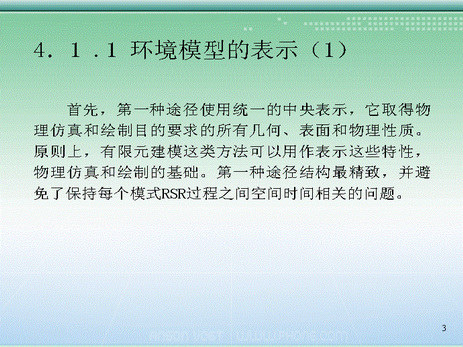 4．1 .1 环境模型的表示（1）
首先，第一种途径使用统一的中央表示，它取得物
理仿真和绘制目的要求的所有几何、表面和物理性质。
原则上，有限元建模这类方法可以用作表示这些特性，
物理仿真和绘制的基础。第一种途径结构最精致，并避
免了保持每个模式RSR过程之间空间时间相关的问题。
3